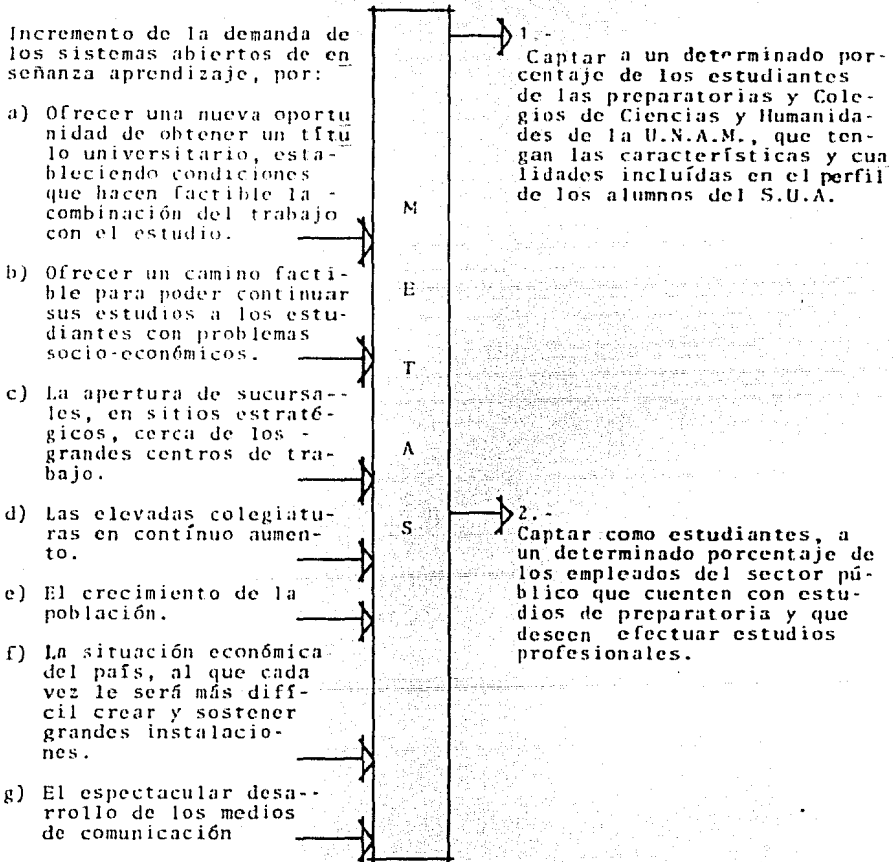 Incremento de la demanda de
los sistemas abiertos de en
señanza aprendizaje, por:
a) Ofrecer una nueva oportu
nidad de obtener un títu
lo universitario, esta-
bleciendo condiciones
que hacen factible la -
combinación del trabajo
con el estudio.
b) Ofrecer un camino facti-
ble para poder continuar
sus estudios a los estu-
diantes con problemas
socio-económicos.
c) La apertura de sucursa--
les, en sitios estraté-
gicos, cerca de los -
grandes centros de tra-
bajo.
d) Las elevadas colegiatu-
ras en contínuo aumen-
to.
e) El crecimiento de la
población.
f) La situación económica
del país, al que cada
vez le será más difí-
cil crear y sostener
grandes instalacio-
nes.
g) El espectacular desa--
rrollo de los medios
de comunicación
M
E
T
A
S
1.-
Captar a un determinado por-
centaje de los estudiantes
de las preparatorias y Cole-
gios de Ciencias y Humanida-
des de la U.N.A.M., que ten-
gan las características y cua
lidades incluídas en el perfil
de los alumnos del S.U.A.
2.-
Captar como estudiantes, a
un determinado porcentaje de
los empleados del sector pú-
blico que cuenten con estu-
dios de preparatoria y que
deseen efectuar estudios
profesionales.